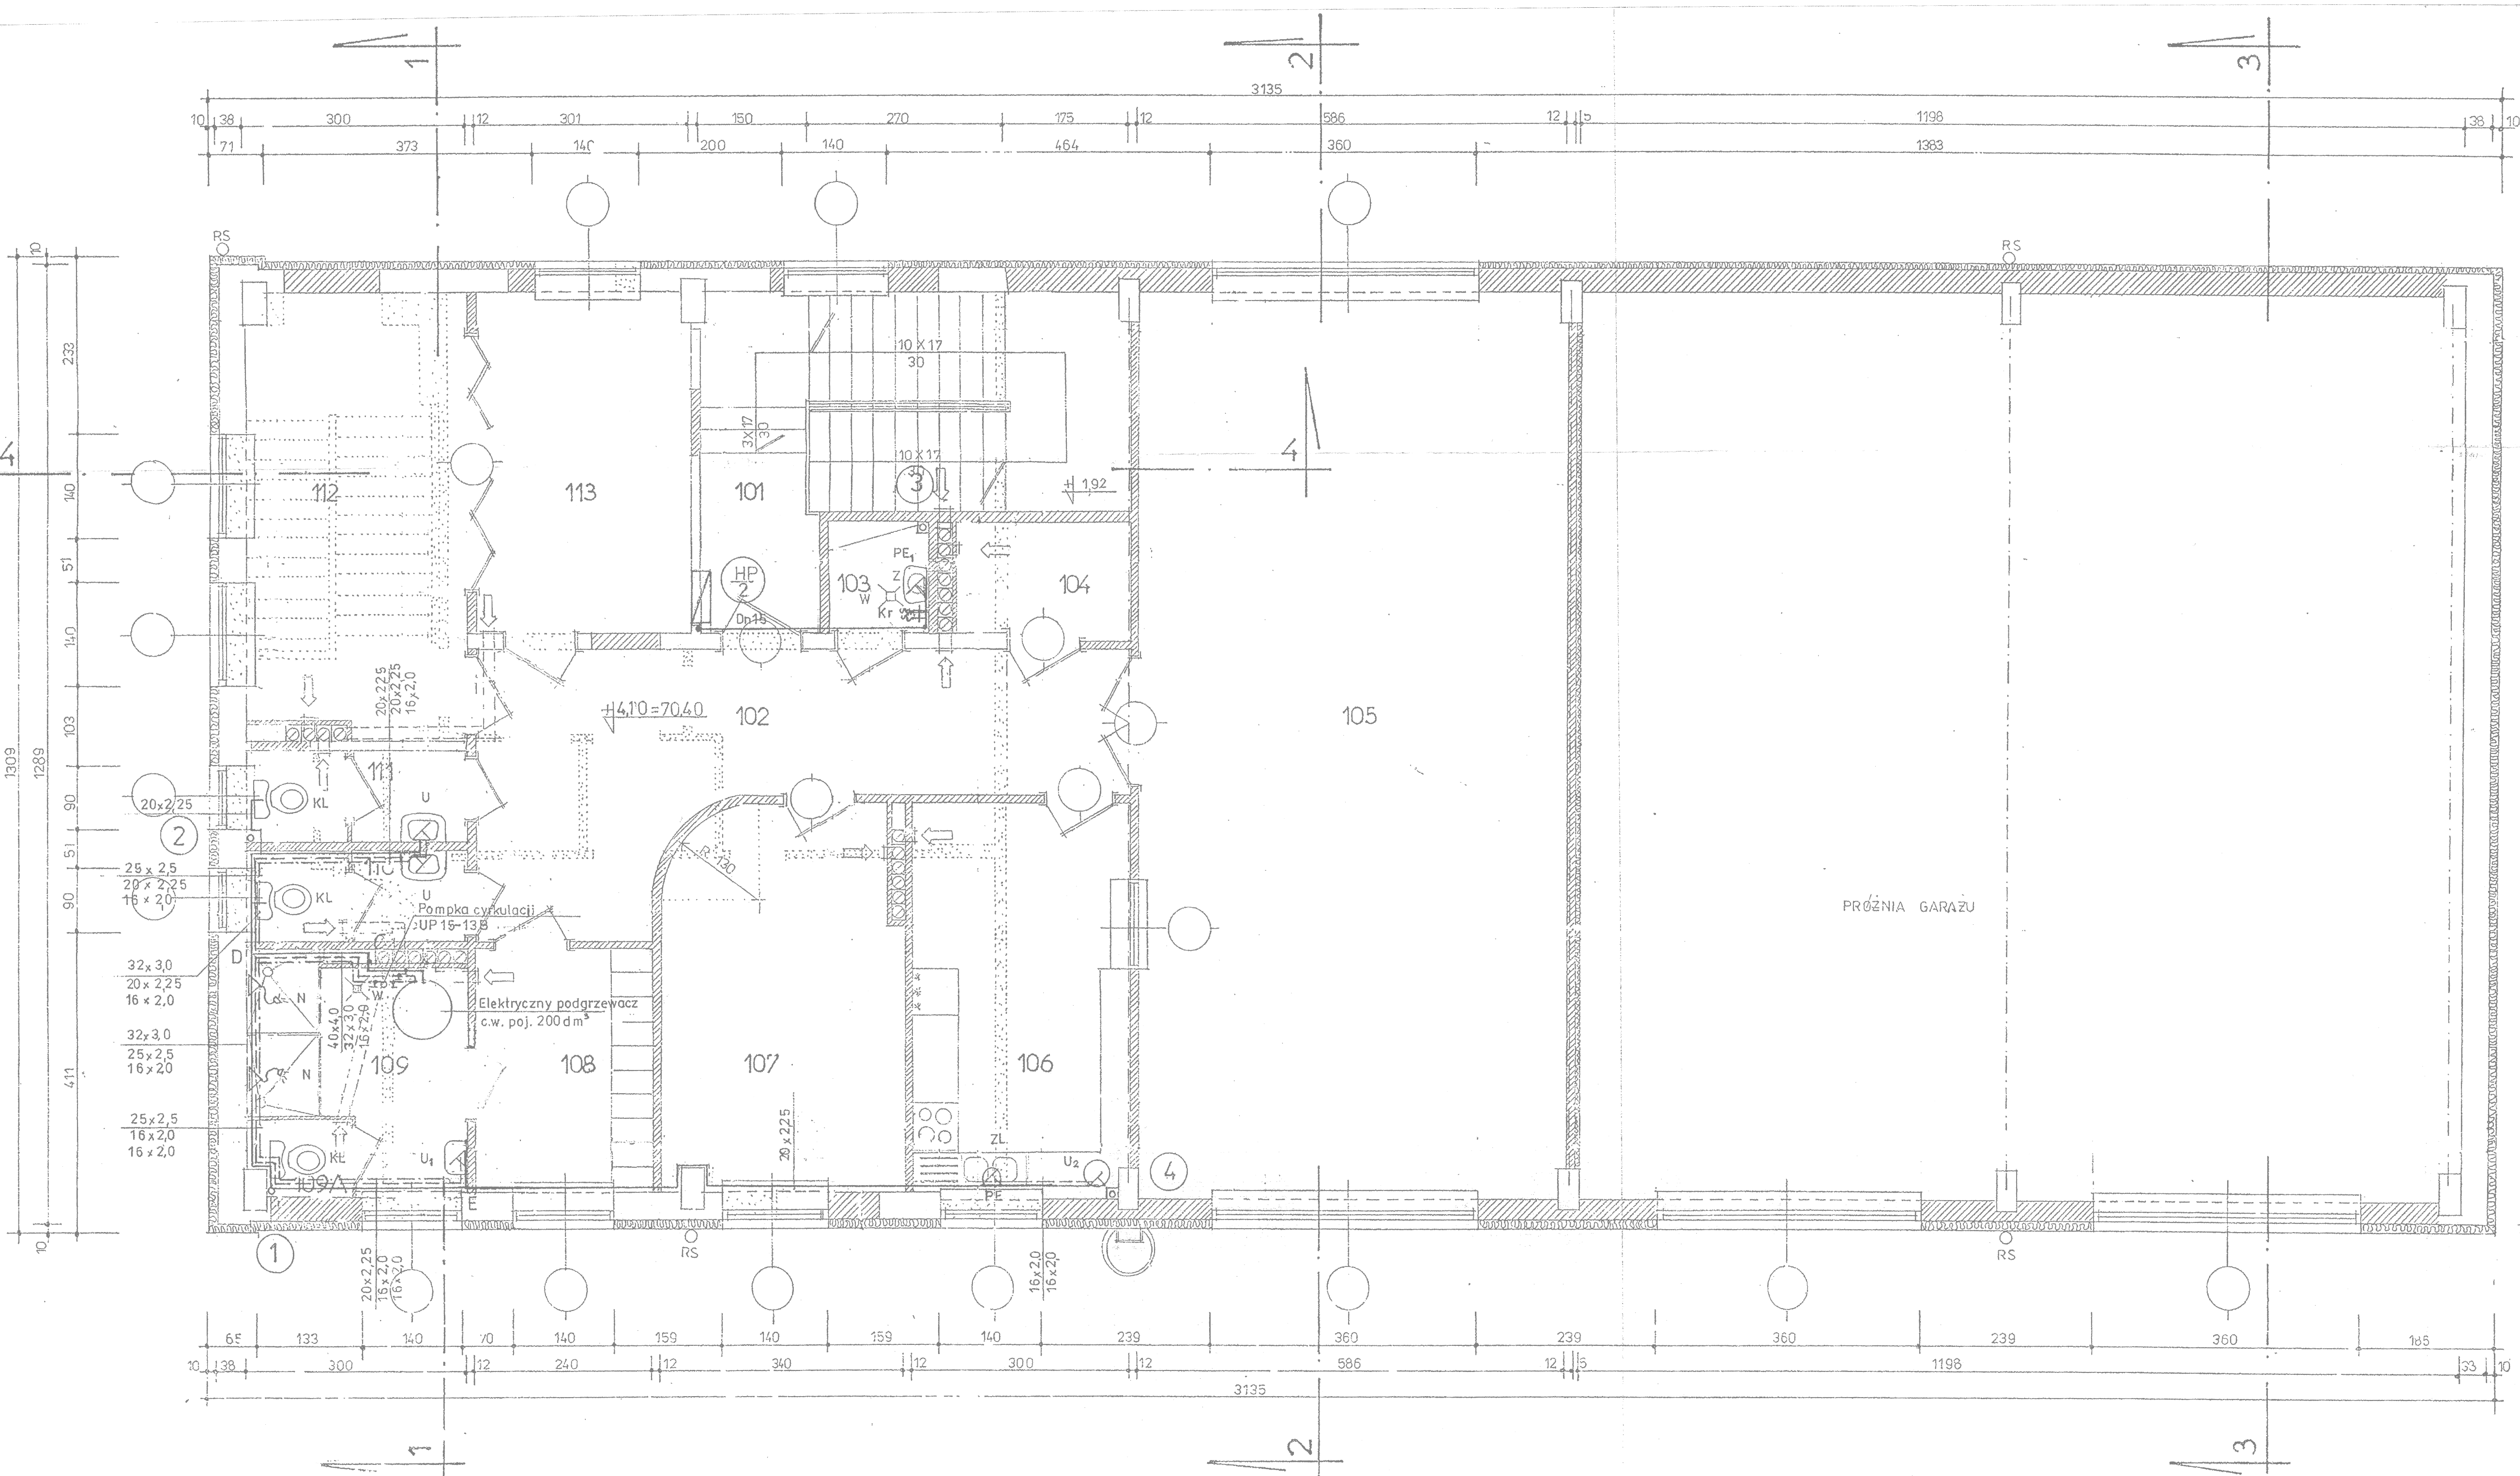 1
2
3
3135
10 38 300 12 301 150 270 175 12 586 12 5 1198 38 10
71 373 200 140 464 360 1383
RS
RS
10
233
140
51
140
103
90
51
90
411
10
1309
1289
4
4
10 X 17
30
3X17
30
10 X 17
3
+ 1,92
112
113
101
HP
2
Dn15
103
PE1
Z
W
Kr
104
20x2,25
20x2,25
16x2,0
+4,10=70,40
102
105
111
KL
U
20x2,25
2
110
KL
U
25 x 2,5
20 x 2,25
16 x 2,0
R-130
Pompka cyrkulacji
UP 15-13B
D
C
32x3,0
20x2,25
16 x 2,0
N
W
40x4,0
32x3,0
16x2,0
Elektryczny podgrzewacz
c.w. poj. 200 dm³
32x3,0
25x2,5
16x20
N
109
108
107
106
PRÓŻNIA GARAŻU
25x2,5
16x2,0
16x2,0
KL
109A
U1
E
20 x 2,25
ZL
U2
PE
4
1
RS
RS
20x2,25
16x2,0
16x2,0
16x2,0
16x2,0
65 133 140 70 140 159 140 159 140 239 360 239 360 239 360 185
10 38 300 12 240 12 340 12 300 12 586 12 5 1198 33 10
3135
1
2
3